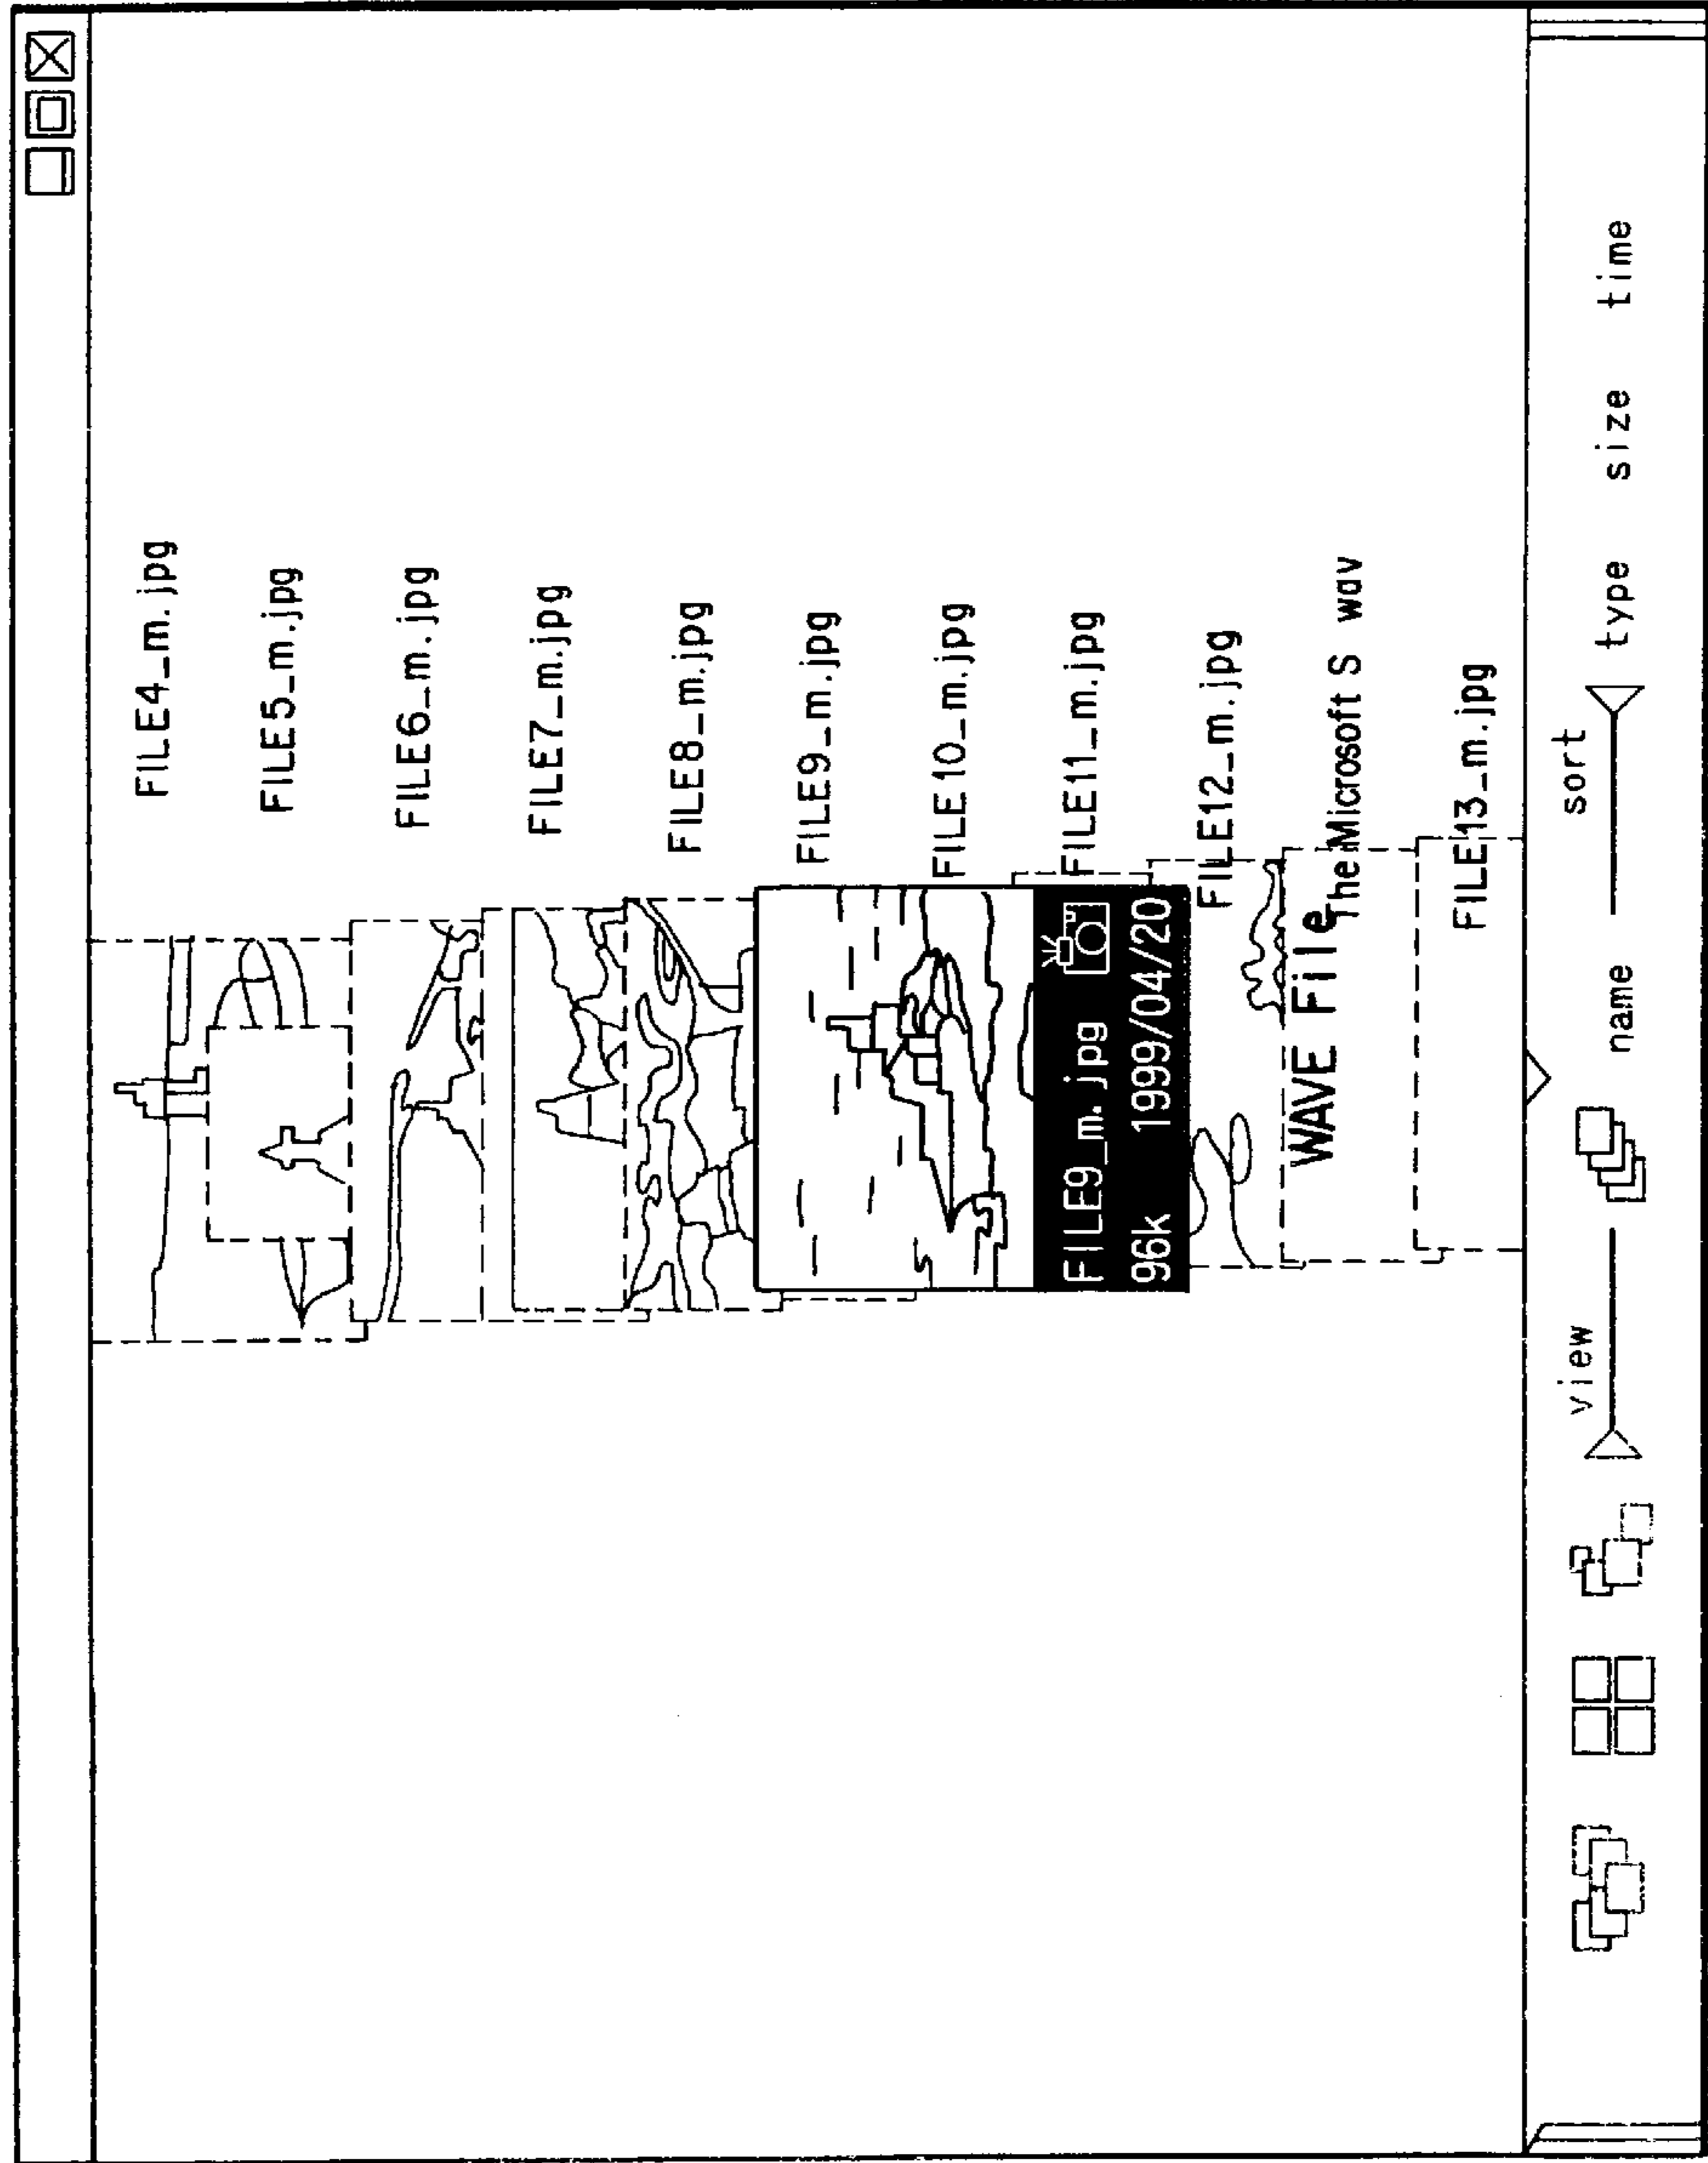 FILE4_m.jpg
FILE5_m.jpg
FILE6_m.jpg
FILE7_m.jpg
FILE8_m.jpg
FILE9_m.jpg
FILE10_m.jpg
FILE9_m.jpg
96k 1999/04/20
FILE11_m.jpg
FILE12_m.jpg
WAVE File
The Microsoft S wav
FILE13_m.jpg
view sort
name type size time